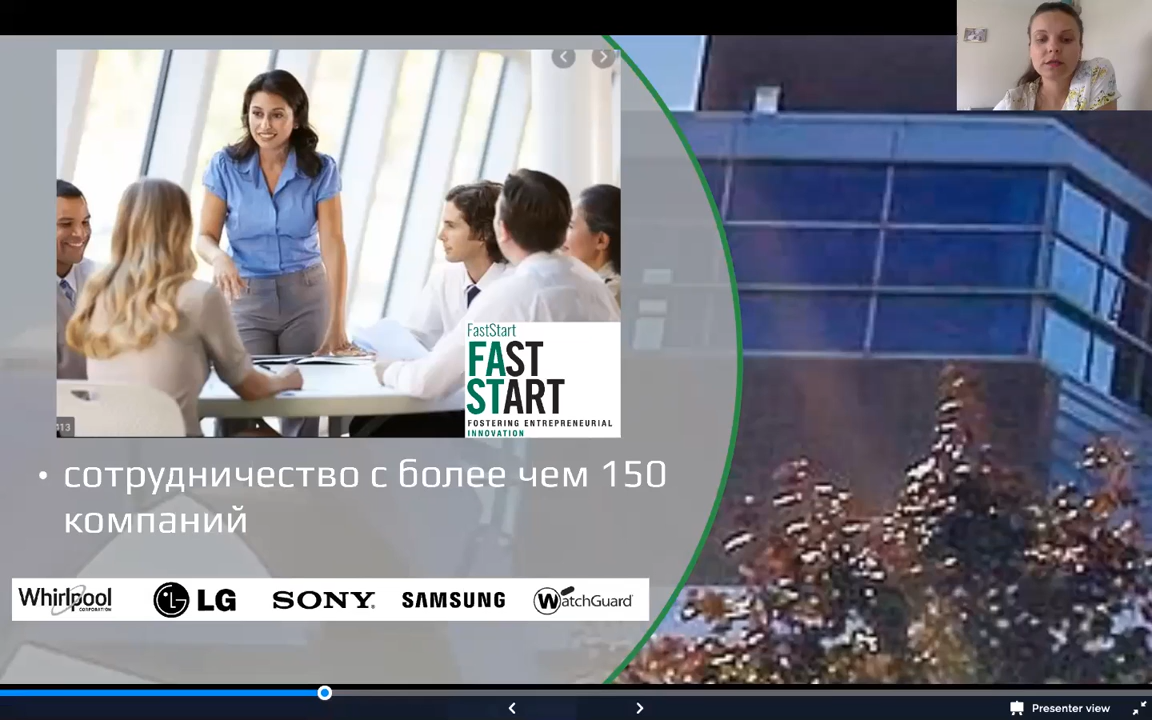 FastStart
FAST
START
FOSTERING ENTREPRENEURIAL
INNOVATION
413
• сотрудничество с более чем 150
компаний
Whirlpool
CORPORATION
LG
SONY.
SAMSUNG
WatchGuard
Presenter view